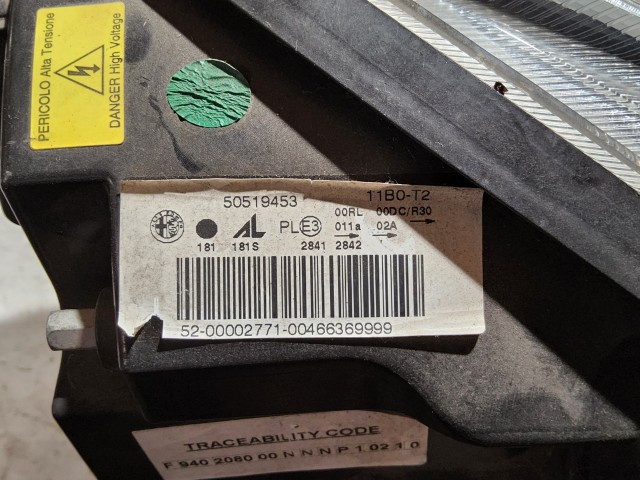 PERICOLO Alta Tensione
DANGER High Voltage
50519453 11B0-T2
00RL 00DC/R30
AL PL E3 011a 02A
181 181S 2841 2842
52-00002771-00466369999
TRACEABILITY CODE
F 940 2080 00 N N N P 1 02 1 0